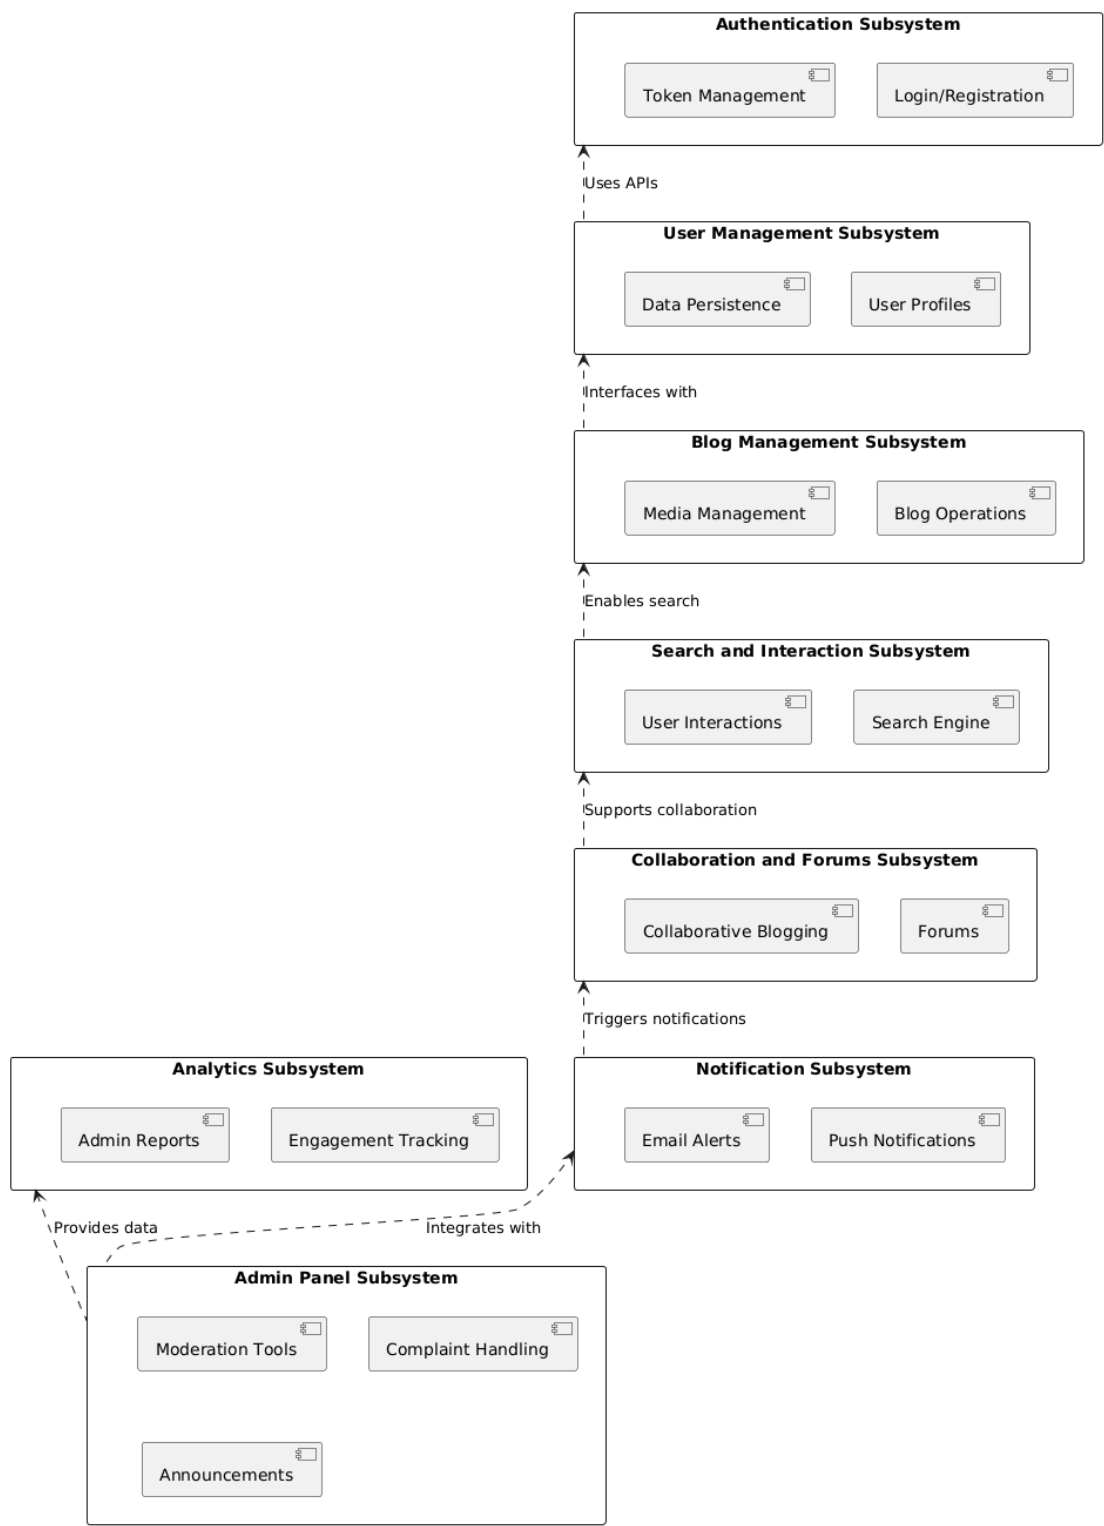 Authentication Subsystem
Token Management
Login/Registration
Uses APIs
User Management Subsystem
Data Persistence
User Profiles
Interfaces with
Blog Management Subsystem
Media Management
Blog Operations
Enables search
Search and Interaction Subsystem
User Interactions
Search Engine
Supports collaboration
Collaboration and Forums Subsystem
Collaborative Blogging
Forums
Triggers notifications
Analytics Subsystem
Admin Reports
Engagement Tracking
Notification Subsystem
Email Alerts
Push Notifications
Provides data
Integrates with
Admin Panel Subsystem
Moderation Tools
Complaint Handling
Announcements